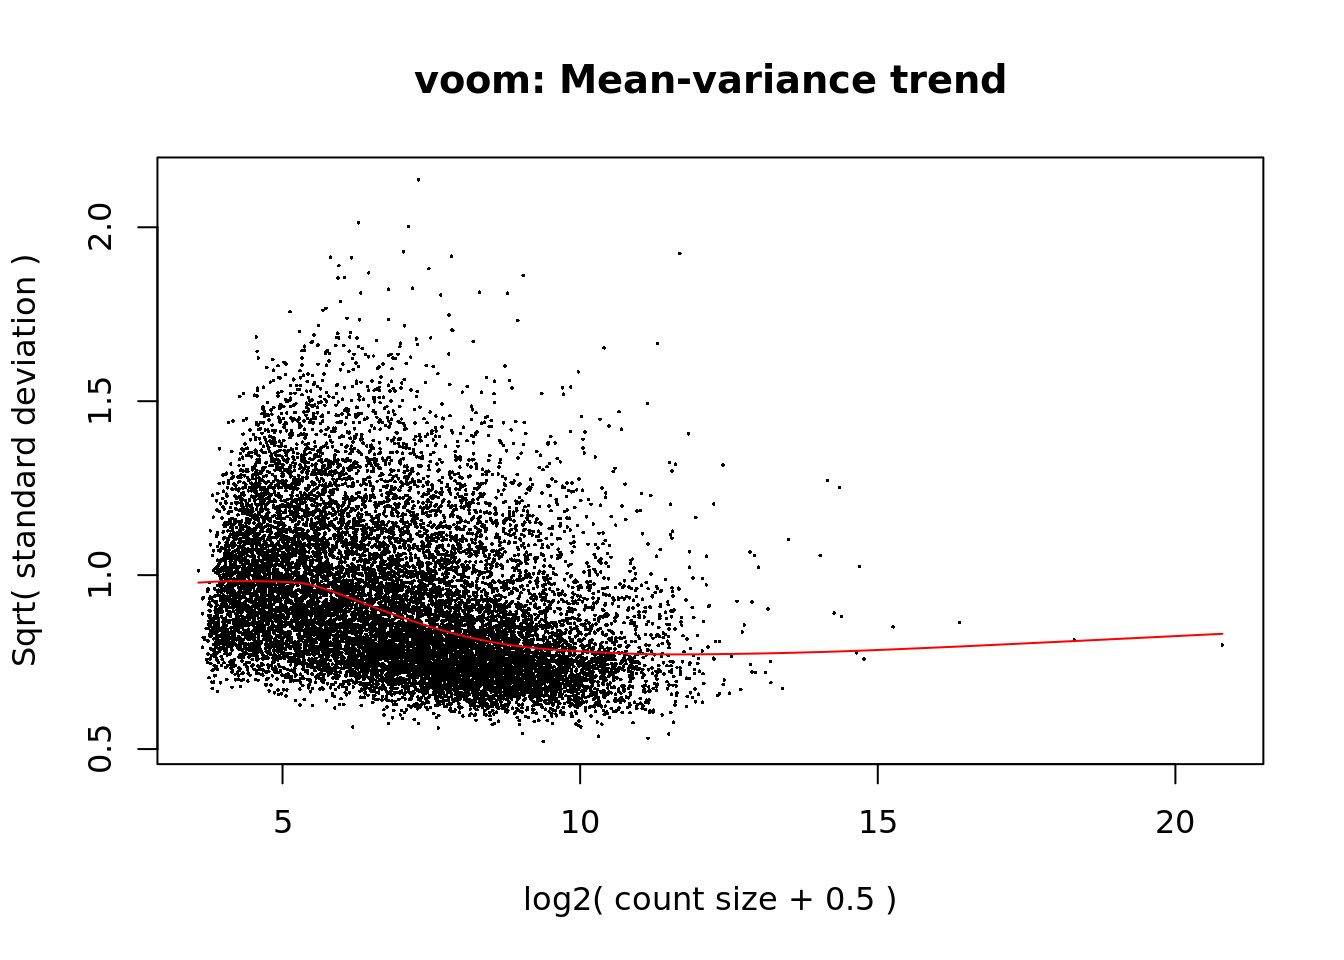 voom: Mean-variance trend
Sqrt( standard deviation )
2.0
1.5
1.0
0.5
5 10 15 20
log2( count size + 0.5 )